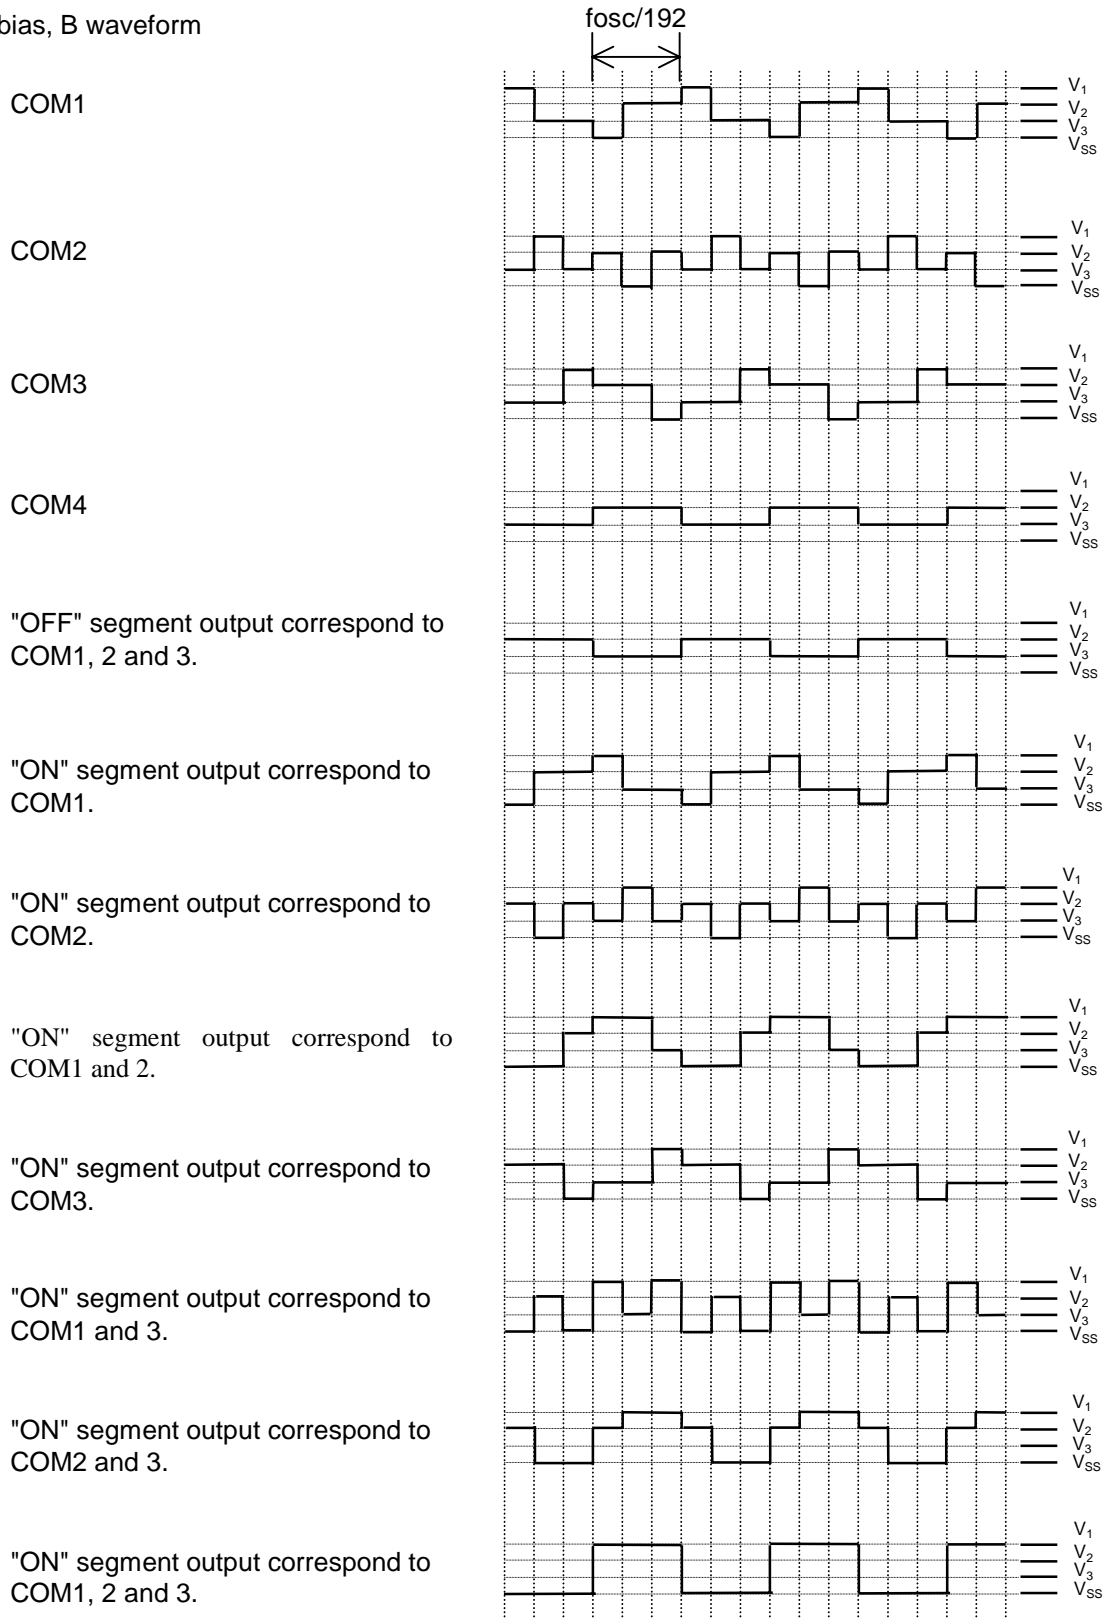 bias, B waveform
fosc/192
COM1
V1
V2
V3
VSS
COM2
V1
V2
V3
VSS
COM3
V1
V2
V3
VSS
COM4
V1
V2
V3
VSS
"OFF" segment output correspond to
COM1, 2 and 3.
V1
V2
V3
VSS
"ON" segment output correspond to
COM1.
V1
V2
V3
VSS
"ON" segment output correspond to
COM2.
V1
V2
V3
VSS
"ON" segment output correspond to
COM1 and 2.
V1
V2
V3
VSS
"ON" segment output correspond to
COM3.
V1
V2
V3
VSS
"ON" segment output correspond to
COM1 and 3.
V1
V2
V3
VSS
"ON" segment output correspond to
COM2 and 3.
V1
V2
V3
VSS
"ON" segment output correspond to
COM1, 2 and 3.
V1
V2
V3
VSS